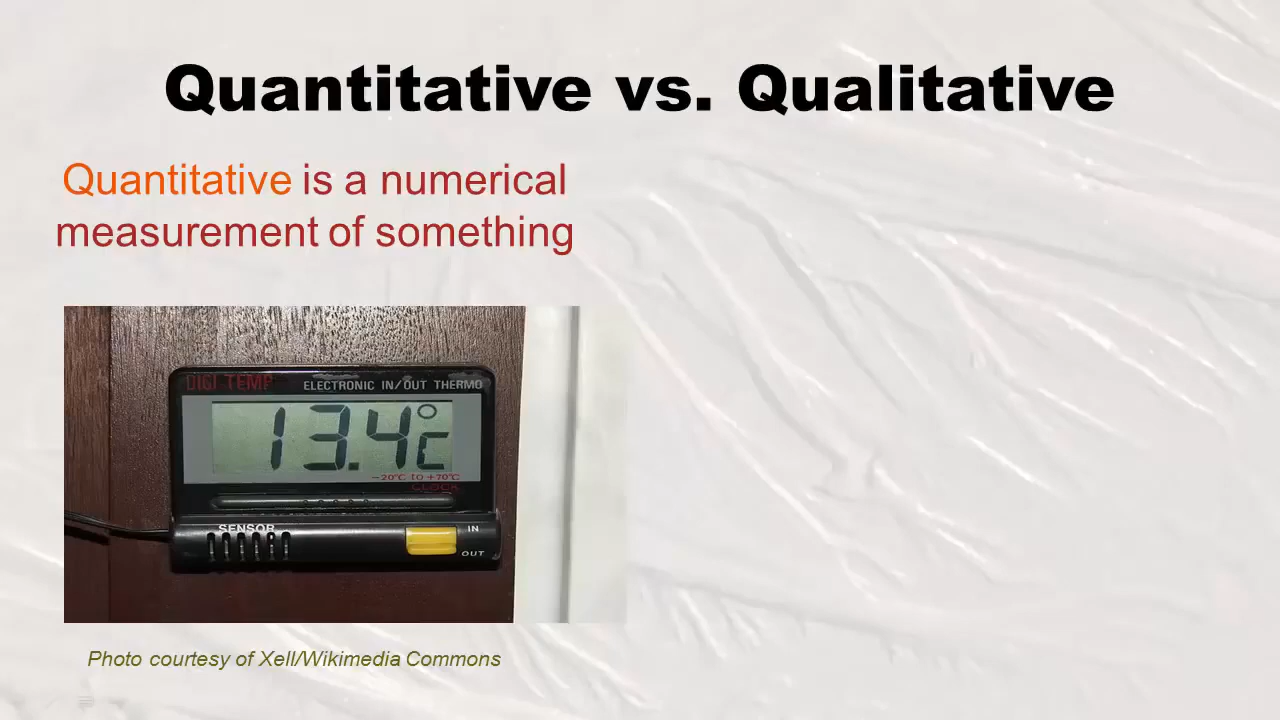 Quantitative vs. Qualitative
Quantitative is a numerical
measurement of something
DIGI TEMP ELECTRONIC IN/OUT THERMO
13.4°C
-20°C TO +70°C
CLOCK
SENSOR
IN
OUT
Photo courtesy of Xell/Wikimedia Commons